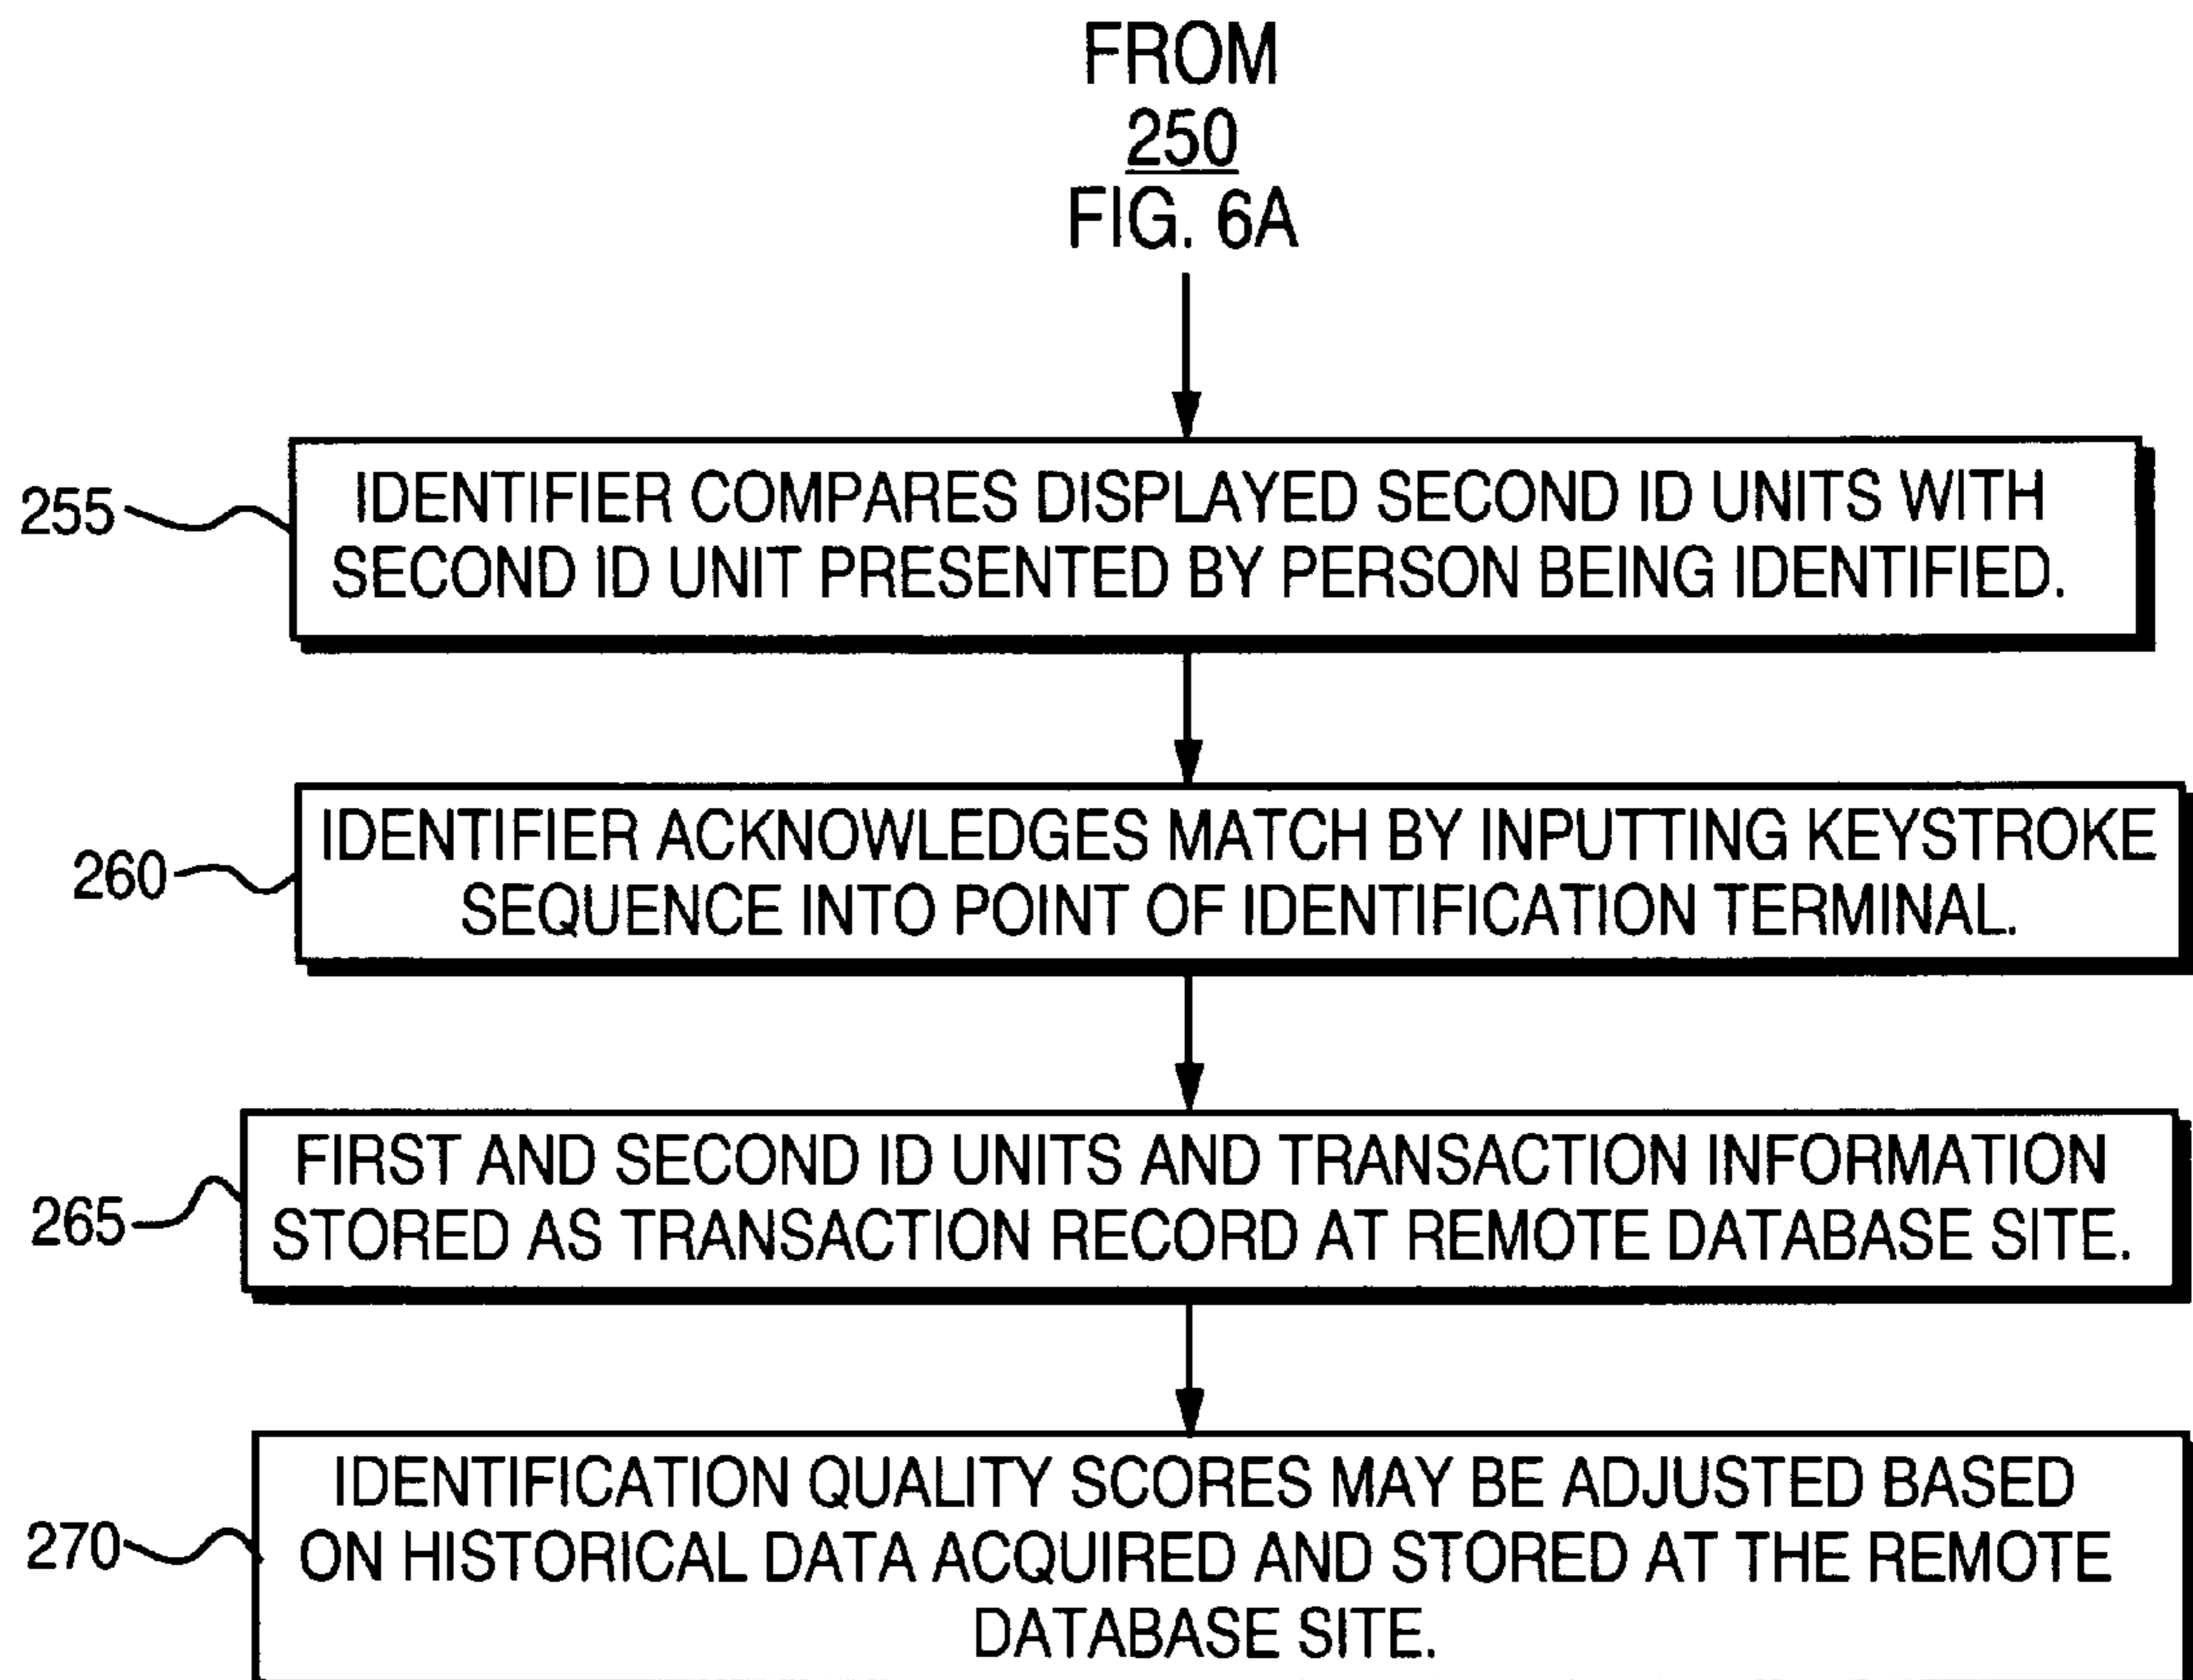 FROM
250
FIG. 6A
255
IDENTIFIER COMPARES DISPLAYED SECOND ID UNITS WITH
SECOND ID UNIT PRESENTED BY PERSON BEING IDENTIFIED.
260
IDENTIFIER ACKNOWLEDGES MATCH BY INPUTTING KEYSTROKE
SEQUENCE INTO POINT OF IDENTIFICATION TERMINAL.
265
FIRST AND SECOND ID UNITS AND TRANSACTION INFORMATION
STORED AS TRANSACTION RECORD AT REMOTE DATABASE SITE.
270
IDENTIFICATION QUALITY SCORES MAY BE ADJUSTED BASED
ON HISTORICAL DATA ACQUIRED AND STORED AT THE REMOTE
DATABASE SITE.